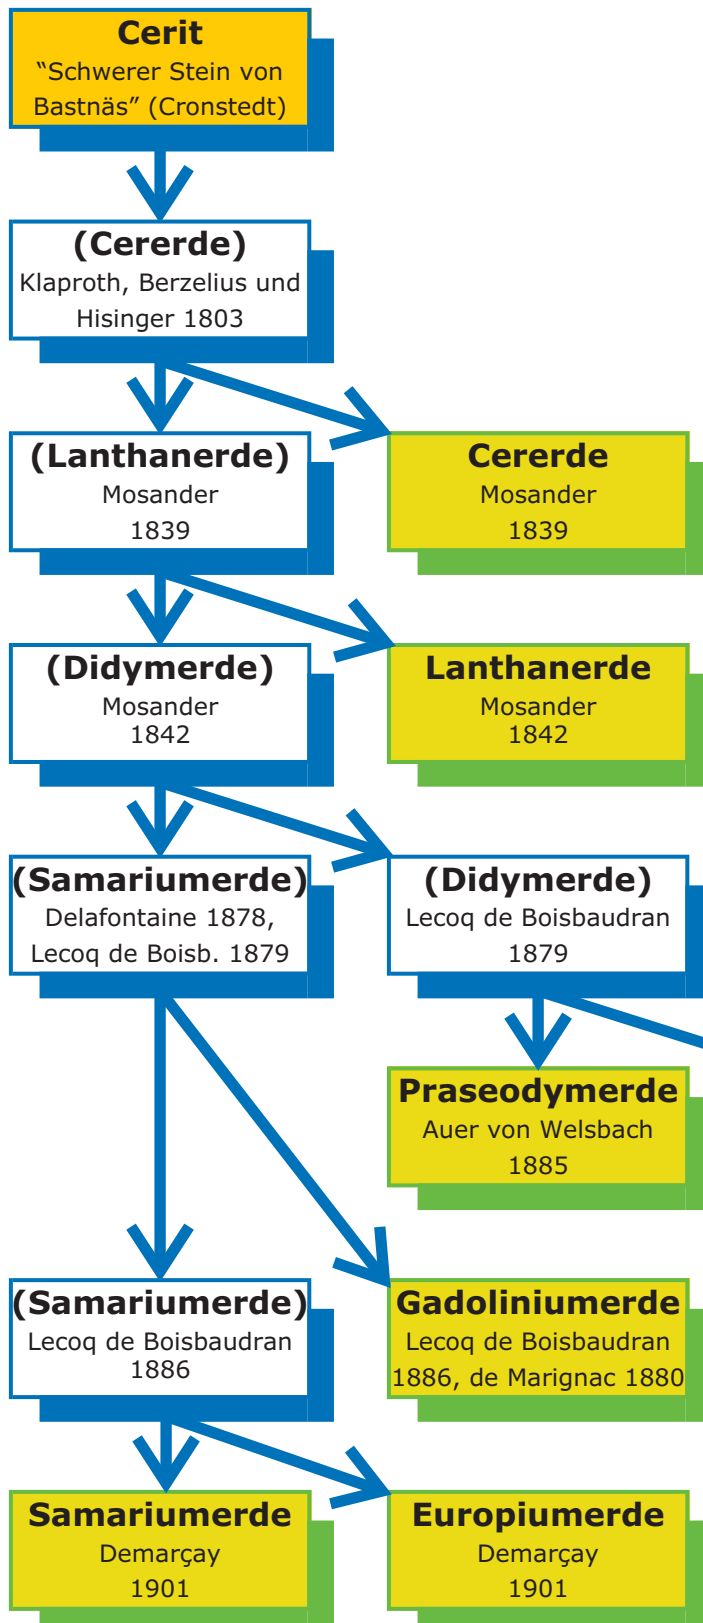 Cerit
“Schwerer Stein von
Bastnäs” (Cronstedt)
(Cererde)
Klaproth, Berzelius und
Hisinger 1803
(Lanthanerde)
Mosander
1839
Cererde
Mosander
1839
(Didymerde)
Mosander
1842
Lanthanerde
Mosander
1842
(Samariumerde)
Delafontaine 1878,
Lecoq de Boisb. 1879
(Didymerde)
Lecoq de Boisbaudran
1879
Praseodymerde
Auer von Welsbach
1885
(Samariumerde)
Lecoq de Boisbaudran
1886
Gadoliniumerde
Lecoq de Boisbaudran
1886, de Marignac 1880
Samariumerde
Demarçay
1901
Europiumerde
Demarçay
1901